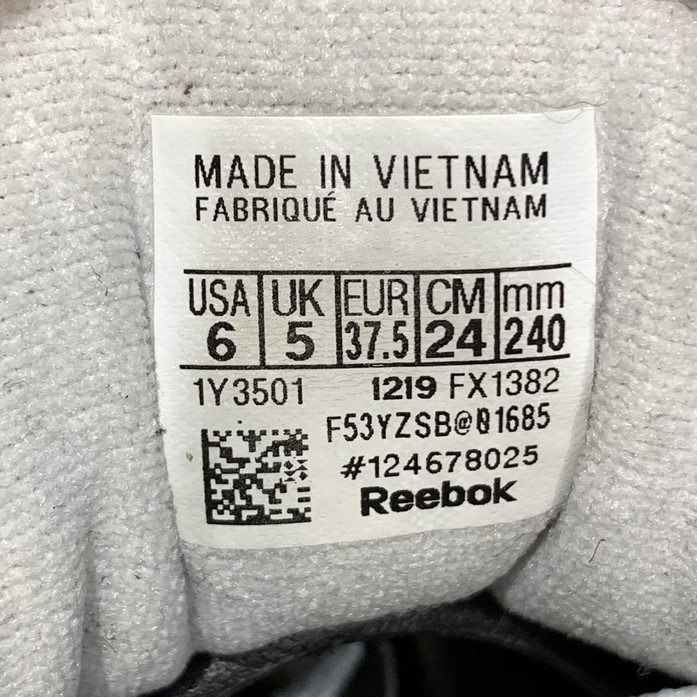 MADE IN VIETNAM
FABRIQUÉ AU VIETNAM
USA UK EUR CM mm
6 5 37.5 24 240
1Y3501 1219 FX1382
F53YZSB@01685
#124678025
Reebok